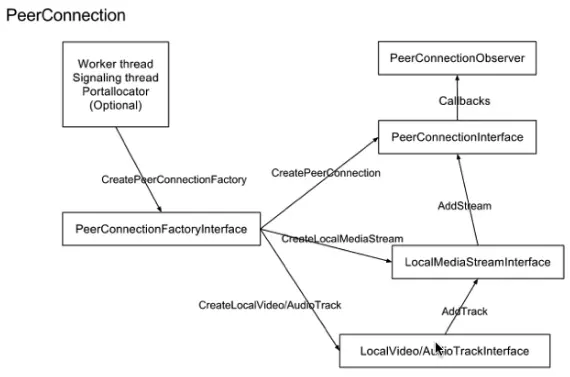 PeerConnection
Worker thread
Signaling thread
Portallocator
(Optional)
PeerConnectionObserver
Callbacks
PeerConnectionInterface
CreatePeerConnectionFactory
CreatePeerConnection
AddStream
PeerConnectionFactoryInterface
CreateLocalMediaStream
LocalMediaStreamInterface
CreateLocalVideo/AudioTrack
AddTrack
LocalVideo/AudioTrackInterface